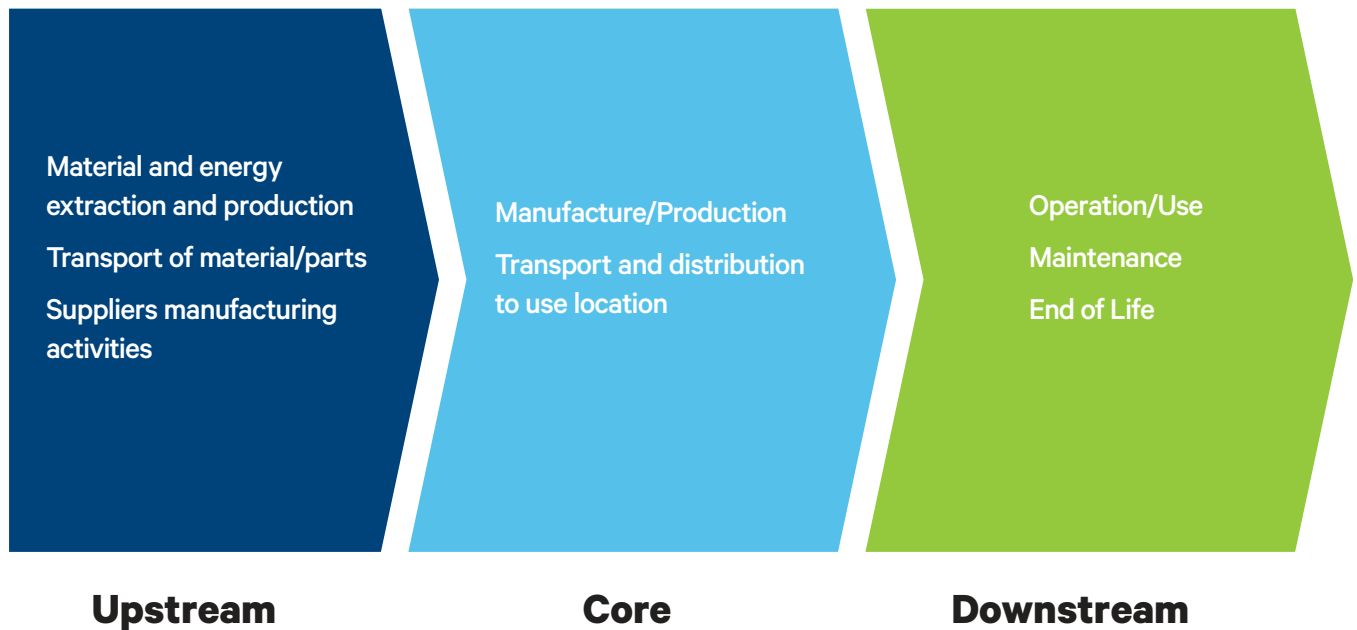 Material and energy
extraction and production
Transport of material/parts
Suppliers manufacturing
activities
Manufacture/Production
Transport and distribution
to use location
Operation/Use
Maintenance
End of Life
Upstream
Core
Downstream